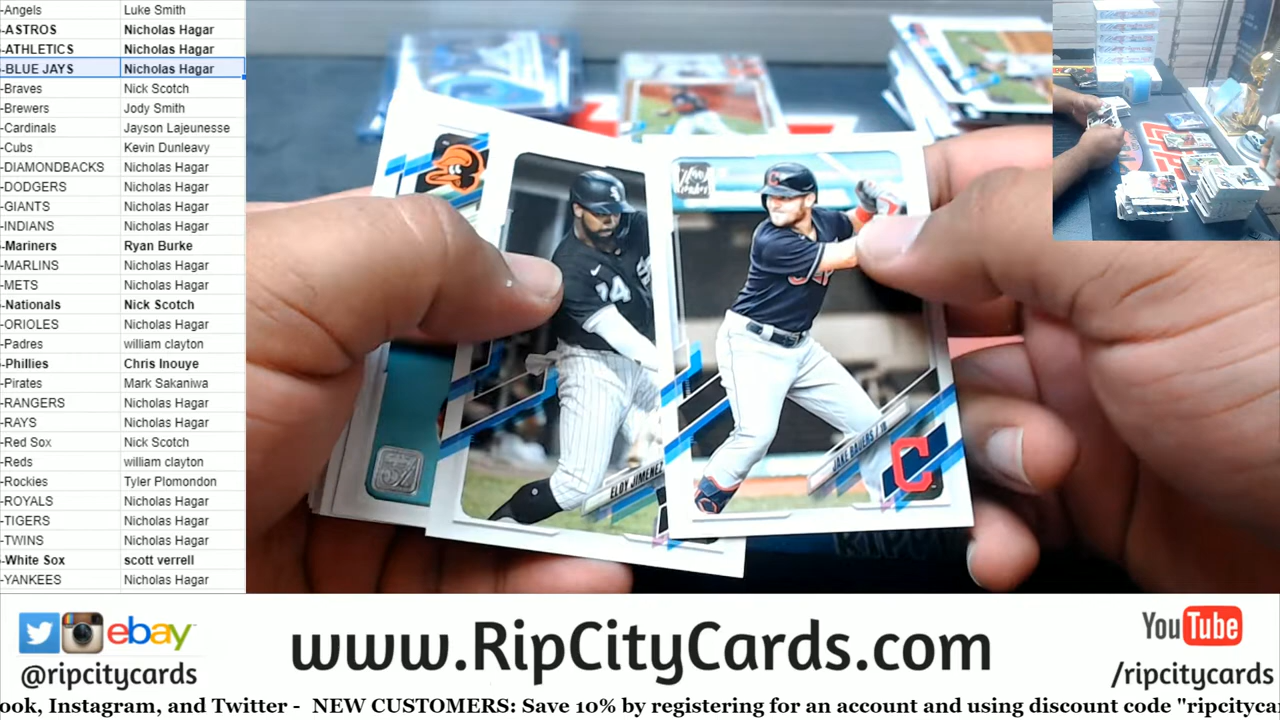 -Angels Luke Smith
-ASTROS Nicholas Hagar
-ATHLETICS Nicholas Hagar
-BLUE JAYS Nicholas Hagar
-Braves Nick Scotch
-Brewers Jody Smith
-Cardinals Jayson Lajeunesse
-Cubs Kevin Dunleavy
-DIAMONDBACKS Nicholas Hagar
-DODGERS Nicholas Hagar
-GIANTS Nicholas Hagar
-INDIANS Nicholas Hagar
-Mariners Ryan Burke
-MARLINS Nicholas Hagar
-METS Nicholas Hagar
-Nationals Nick Scotch
-ORIOLES Nicholas Hagar
-Padres william clayton
-Phillies Chris Inouye
-Pirates Mark Sakaniwa
-RANGERS Nicholas Hagar
-RAYS Nicholas Hagar
-Red Sox Nick Scotch
-Reds william clayton
-Rockies Tyler Plomondon
-ROYALS Nicholas Hagar
-TIGERS Nicholas Hagar
-TWINS Nicholas Hagar
-White Sox scott verrell
-YANKEES Nicholas Hagar
14
ELOY JIMENEZ
52
JAKE BAUERS / 1B
C
ebay
@ripcitycards
www.RipCityCards.com
YouTube
/ripcitycards
ook, Instagram, and Twitter - NEW CUSTOMERS: Save 10% by registering for an account and using discount code "ripcityca